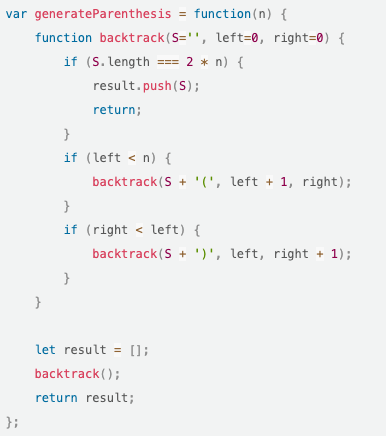 var generateParenthesis = function(n) {
    function backtrack(S='', left=0, right=0) {
        if (S.length === 2 * n) {
            result.push(S);
            return;
        }
        if (left < n) {
            backtrack(S + '(', left + 1, right);
        }
        if (right < left) {
            backtrack(S + ')', left, right + 1);
        }
    }

    let result = [];
    backtrack();
    return result;
};